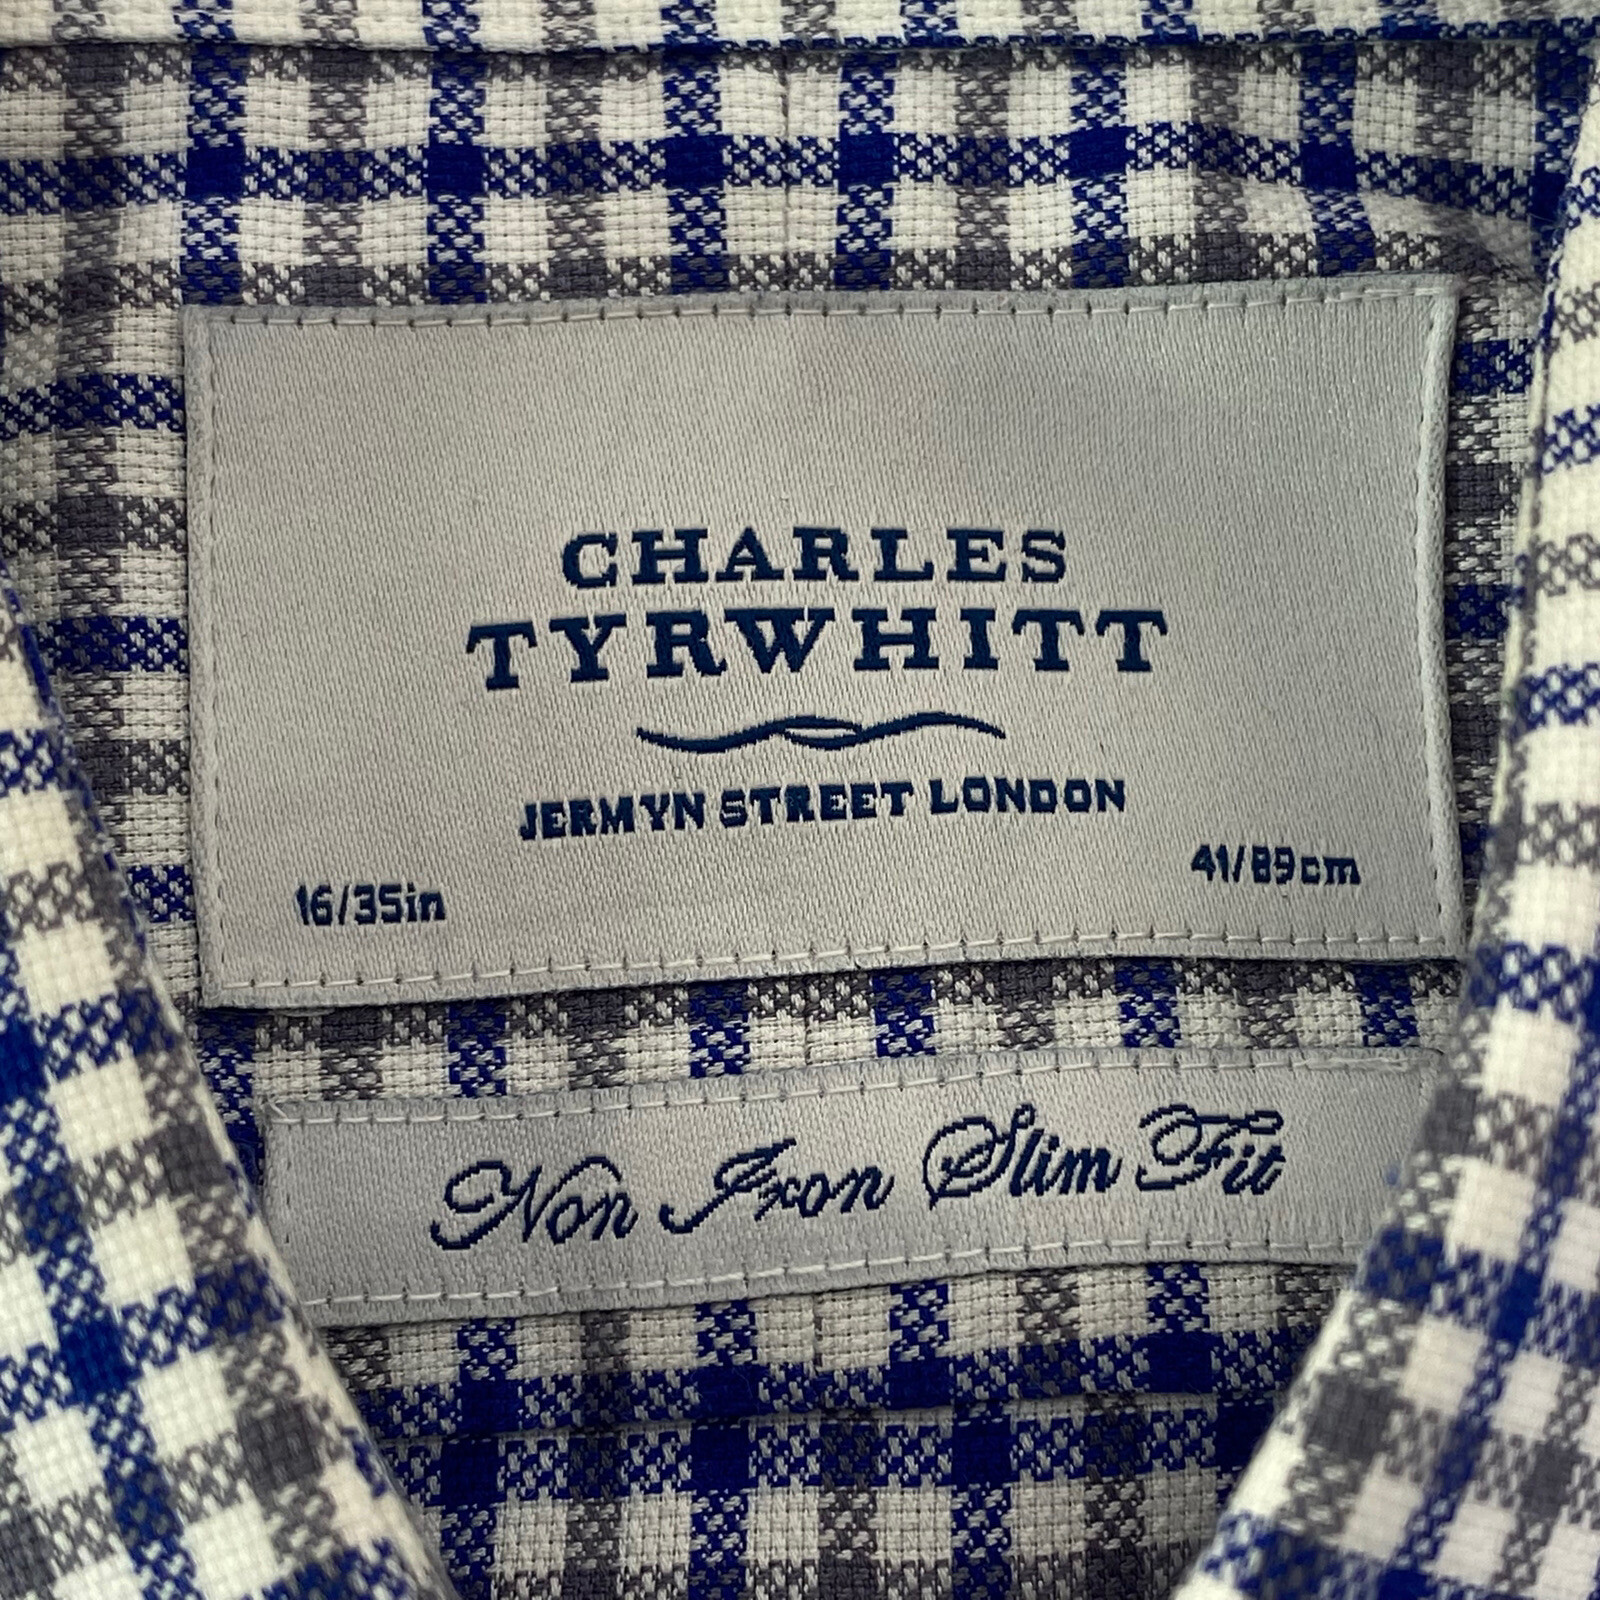 CHARLES
TYRWHITT
JERMYN STREET LONDON
16/35in
41/89cm
Non Iron Slim Fit